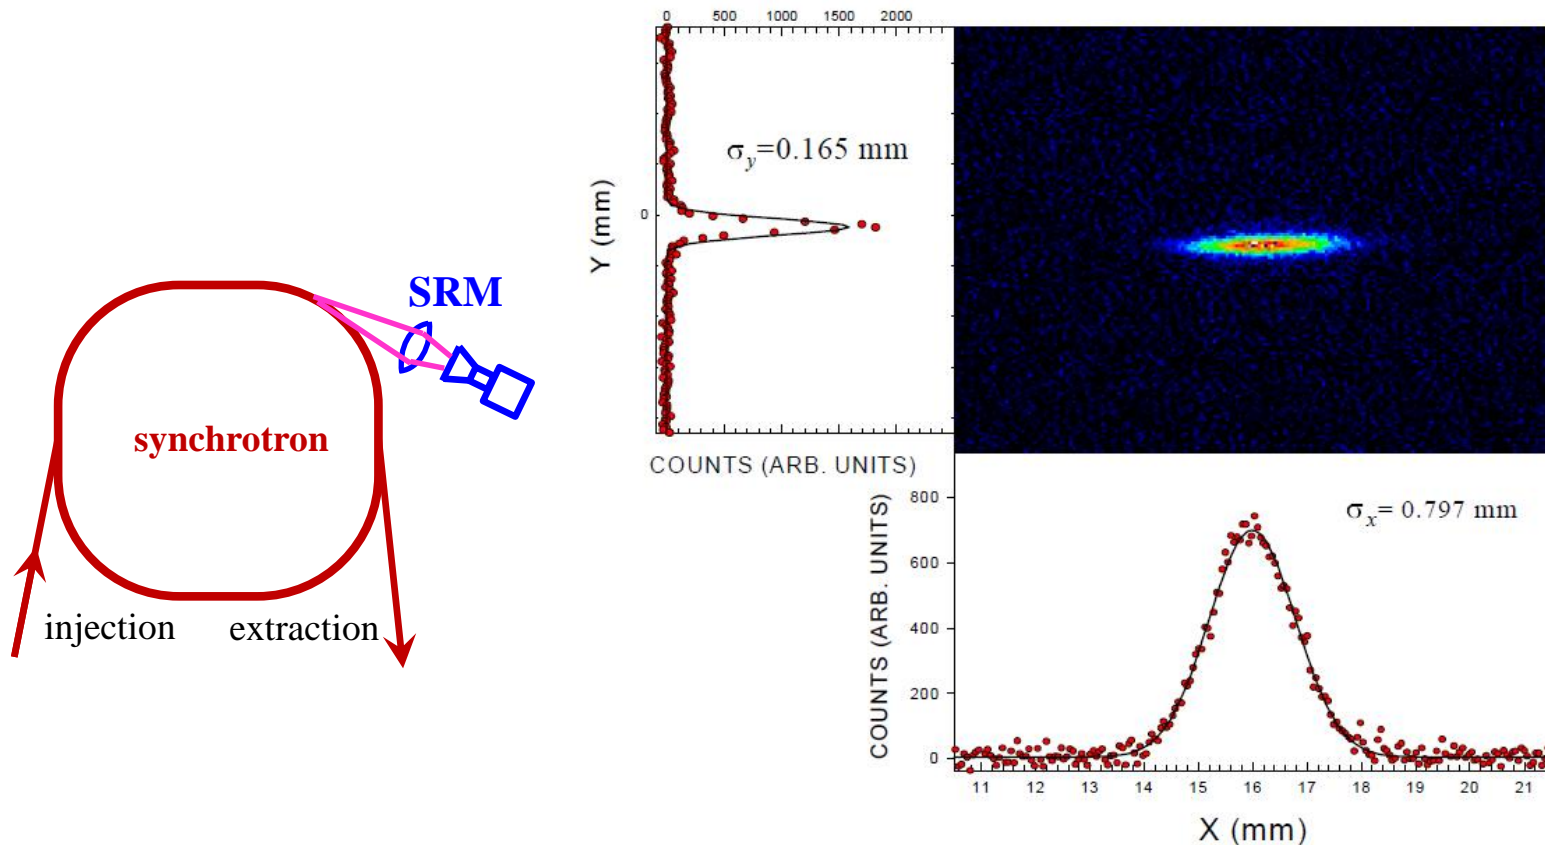 SRM
synchrotron
injection
extraction
0 500 1000 1500 2000
σy=0.165 mm
Y (mm)
0
COUNTS (ARB. UNITS)
COUNTS (ARB. UNITS)
800
600
400
200
0
σx= 0.797 mm
11 12 13 14 15 16 17 18 19 20 21
X (mm)